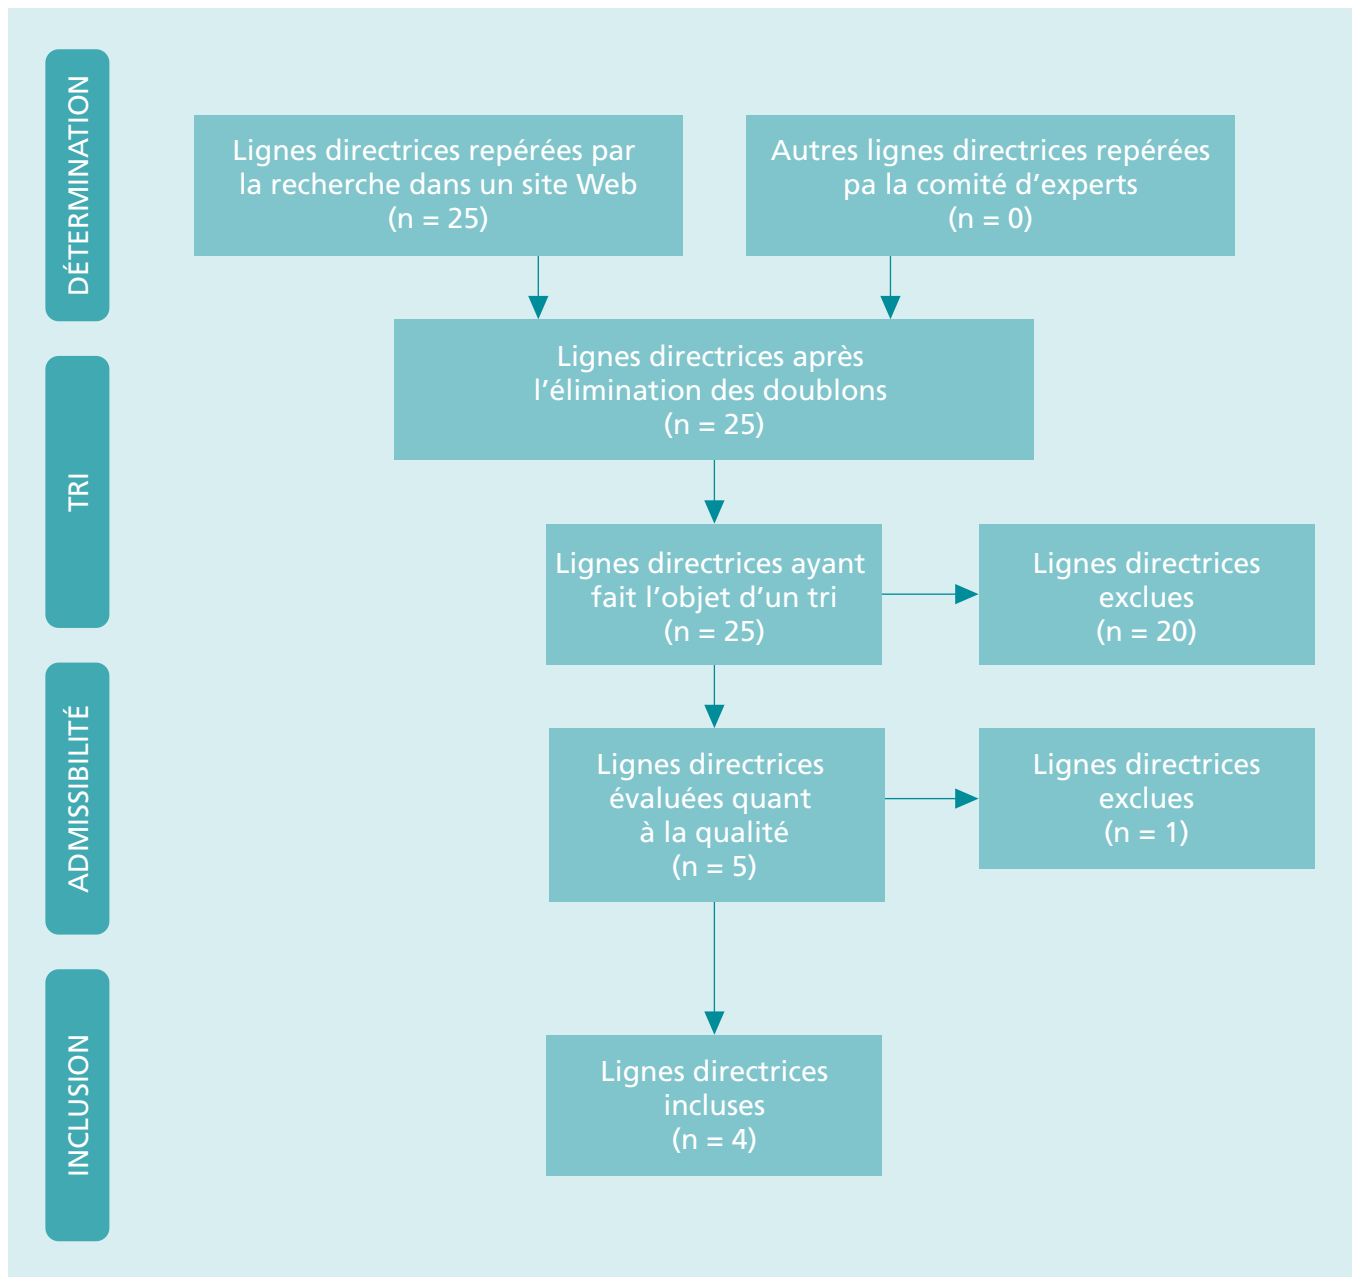 DÉTERMINATION
Lignes directrices repérées par
la recherche dans un site Web
(n = 25)
Autres lignes directrices repérées
pa la comité d’experts
(n = 0)
Lignes directrices après
l’élimination des doublons
(n = 25)
TRI
Lignes directrices ayant
fait l’objet d’un tri
(n = 25)
Lignes directrices
exclues
(n = 20)
ADMISSIBILITÉ
Lignes directrices
évaluées quant
à la qualité
(n = 5)
Lignes directrices
exclues
(n = 1)
INCLUSION
Lignes directrices
incluses
(n = 4)